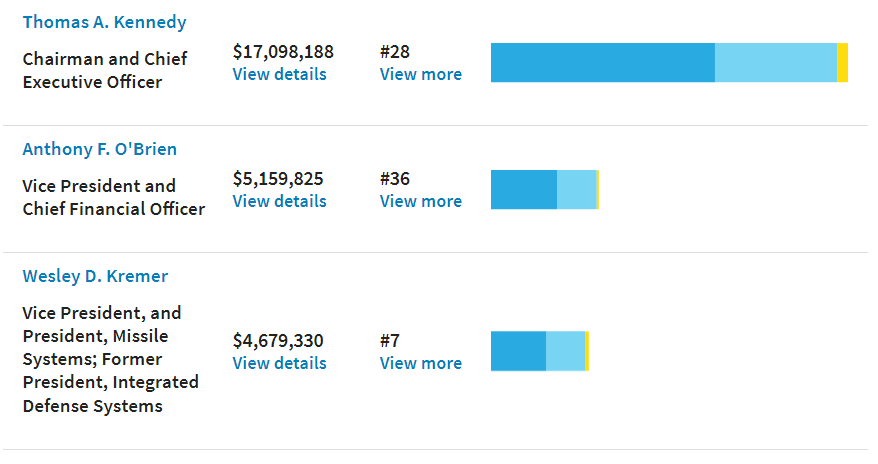 Thomas A. Kennedy
Chairman and Chief
Executive Officer
$17,098,188
View details
#28
View more
Anthony F. O'Brien
Vice President and
Chief Financial Officer
$5,159,825
View details
#36
View more
Wesley D. Kremer
Vice President, and
President, Missile
Systems; Former
President, Integrated
Defense Systems
$4,679,330
View details
#7
View more